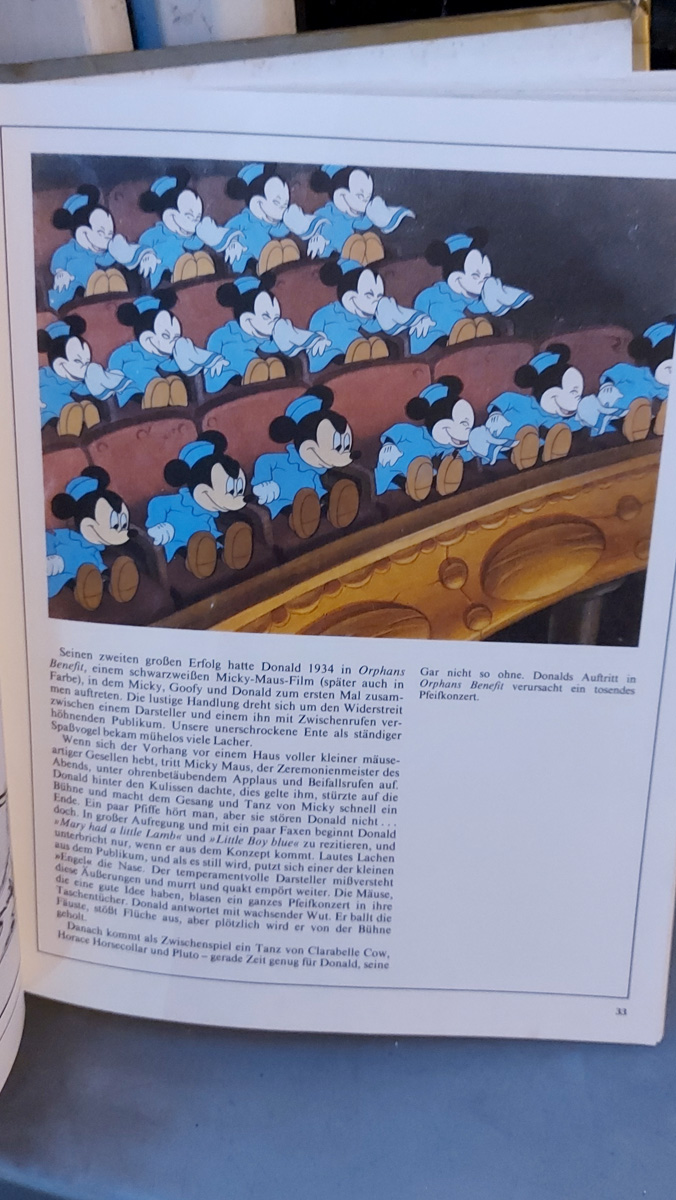 Seinen zweiten großen Erfolg hatte Donald 1934 in Orphans
Benefit, einem schwarzweißen Micky-Maus-Film (später auch in
Farbe), in dem Micky, Goofy und Donald zum ersten Mal zusam-
men auftreten. Die lustige Handlung dreht sich um den Widerstreit
zwischen einem Darsteller und einem ihn mit Zwischenrufen ver-
höhnenden Publikum. Unsere unerschrockene Ente als ständiger
Spaßvogel bekam mühelos viele Lacher.
Wenn sich der Vorhang vor einem Haus voller kleiner mäuse-
artiger Gesellen hebt, tritt Micky Maus, der Zeremonienmeister des
Abends, unter ohrenbetäubendem Applaus und Beifallsrufen auf.
Donald hinter den Kulissen dachte, dies gelte ihm, stürzte auf die
Bühne und macht dem Gesang und Tanz von Micky schnell ein
Ende. Ein paar Pfiffe hört man, aber sie stören Donald nicht . . .
doch. In großer Aufregung und mit ein paar Faxen beginnt Donald
»Mary had a little Lamb« und »Little Boy blue« zu rezitieren, und
unterbricht nur, wenn er aus dem Konzept kommt. Lautes Lachen
aus dem Publikum, und als es still wird, putzt sich einer der kleinen
»Engel« die Nase. Der temperamentvolle Darsteller mißversteht
diese Äußerungen und murrt und quakt empört weiter. Die Mäuse,
die eine gute Idee haben, blasen ein ganzes Pfeifkonzert in ihre
Taschentücher. Donald antwortet mit wachsender Wut. Er ballt die
Fäuste, stößt Flüche aus, aber plötzlich wird er von der Bühne
geholt.
Danach kommt als Zwischenspiel ein Tanz von Clarabelle Cow,
Horace Horsecollar und Pluto – gerade Zeit genug für Donald, seine
Gar nicht so ohne. Donalds Auftritt in
Orphans Benefit verursacht ein tosendes
Pfeifkonzert.
33